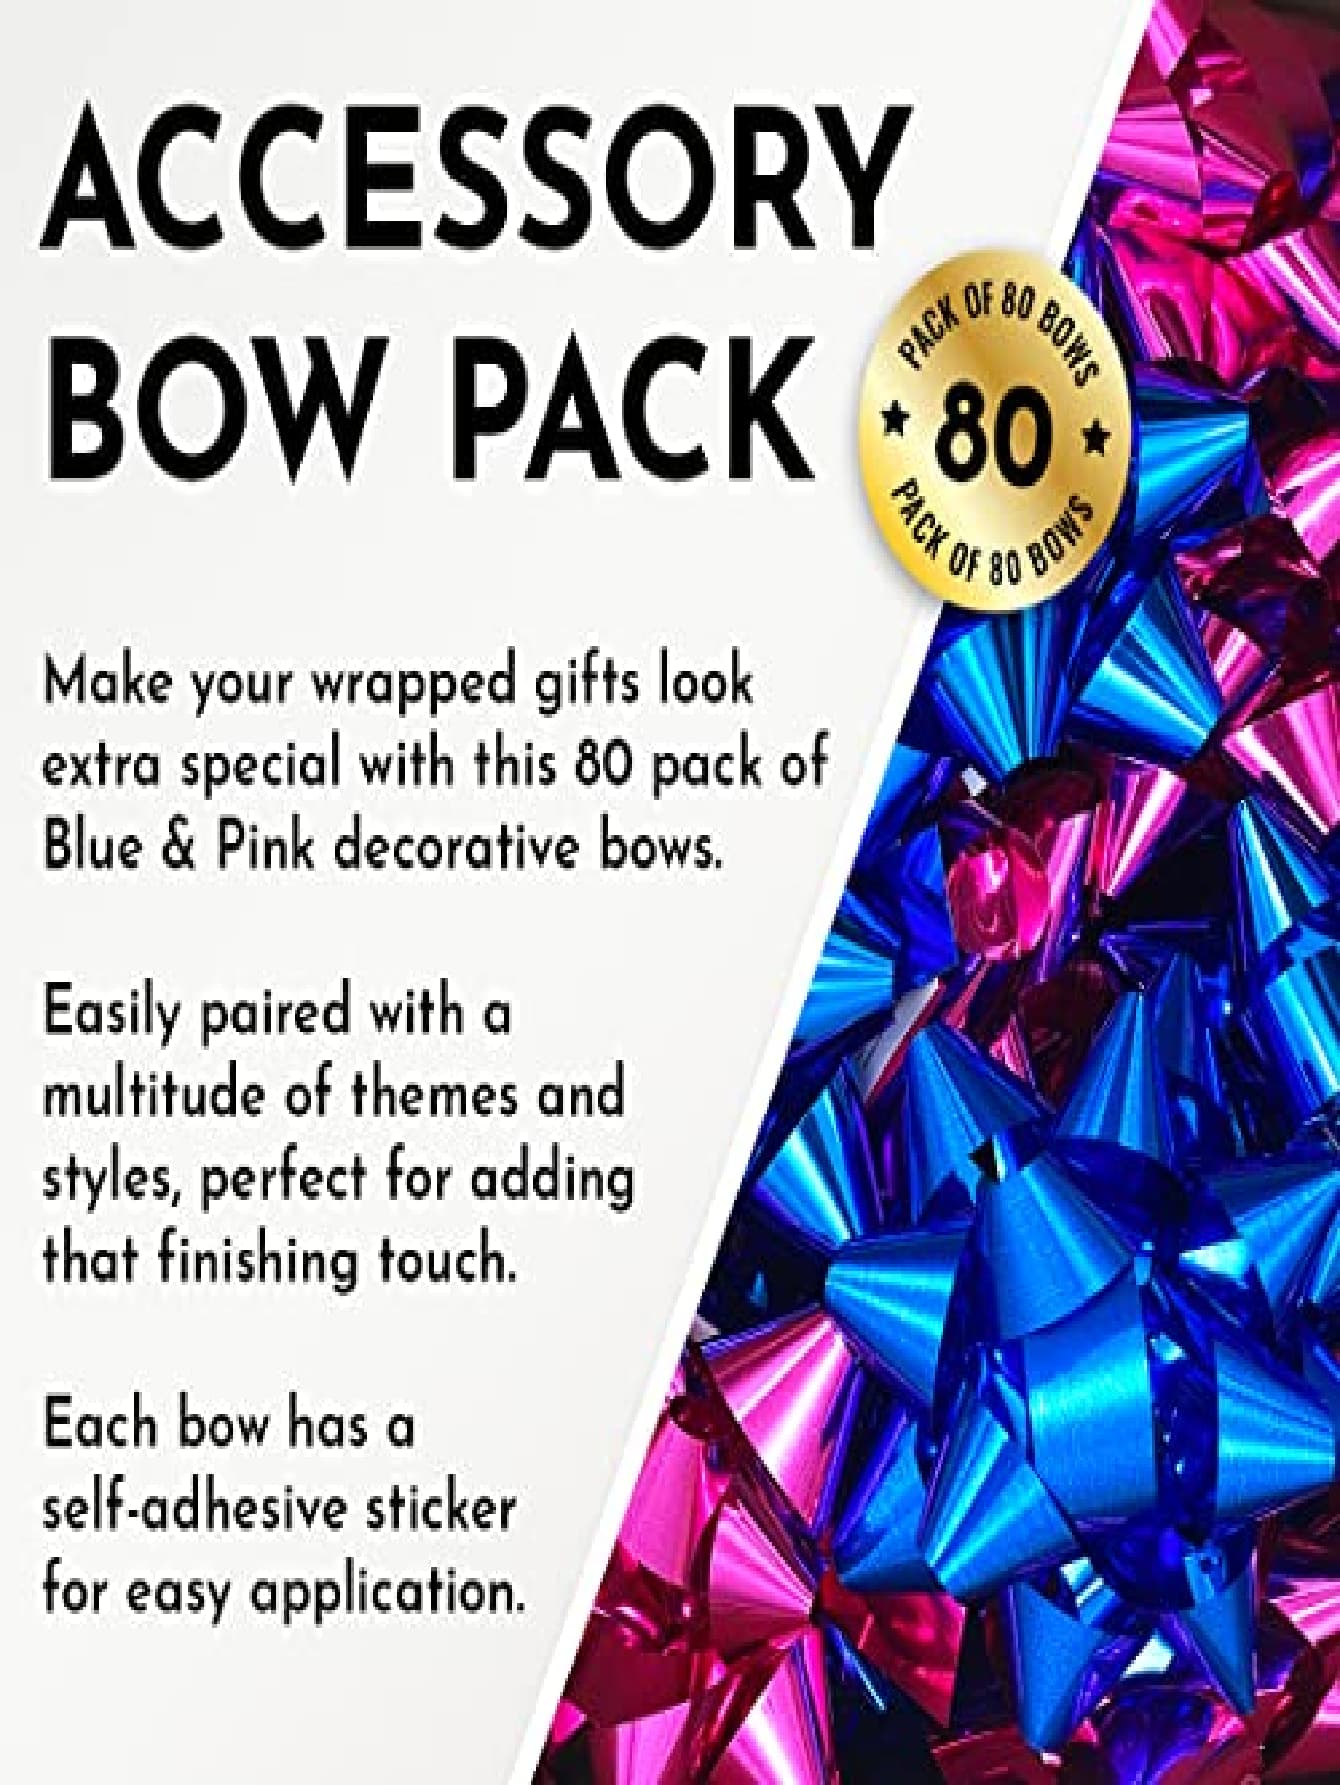 ACCESSORY
BOW PACK
PACK OF 80 BOWS
80
PACK OF 80 BOWS
Make your wrapped gifts look
extra special with this 80 pack of
Blue & Pink decorative bows.
Easily paired with a
multitude of themes and
styles, perfect for adding
that finishing touch.
Each bow has a
self-adhesive sticker
for easy application.